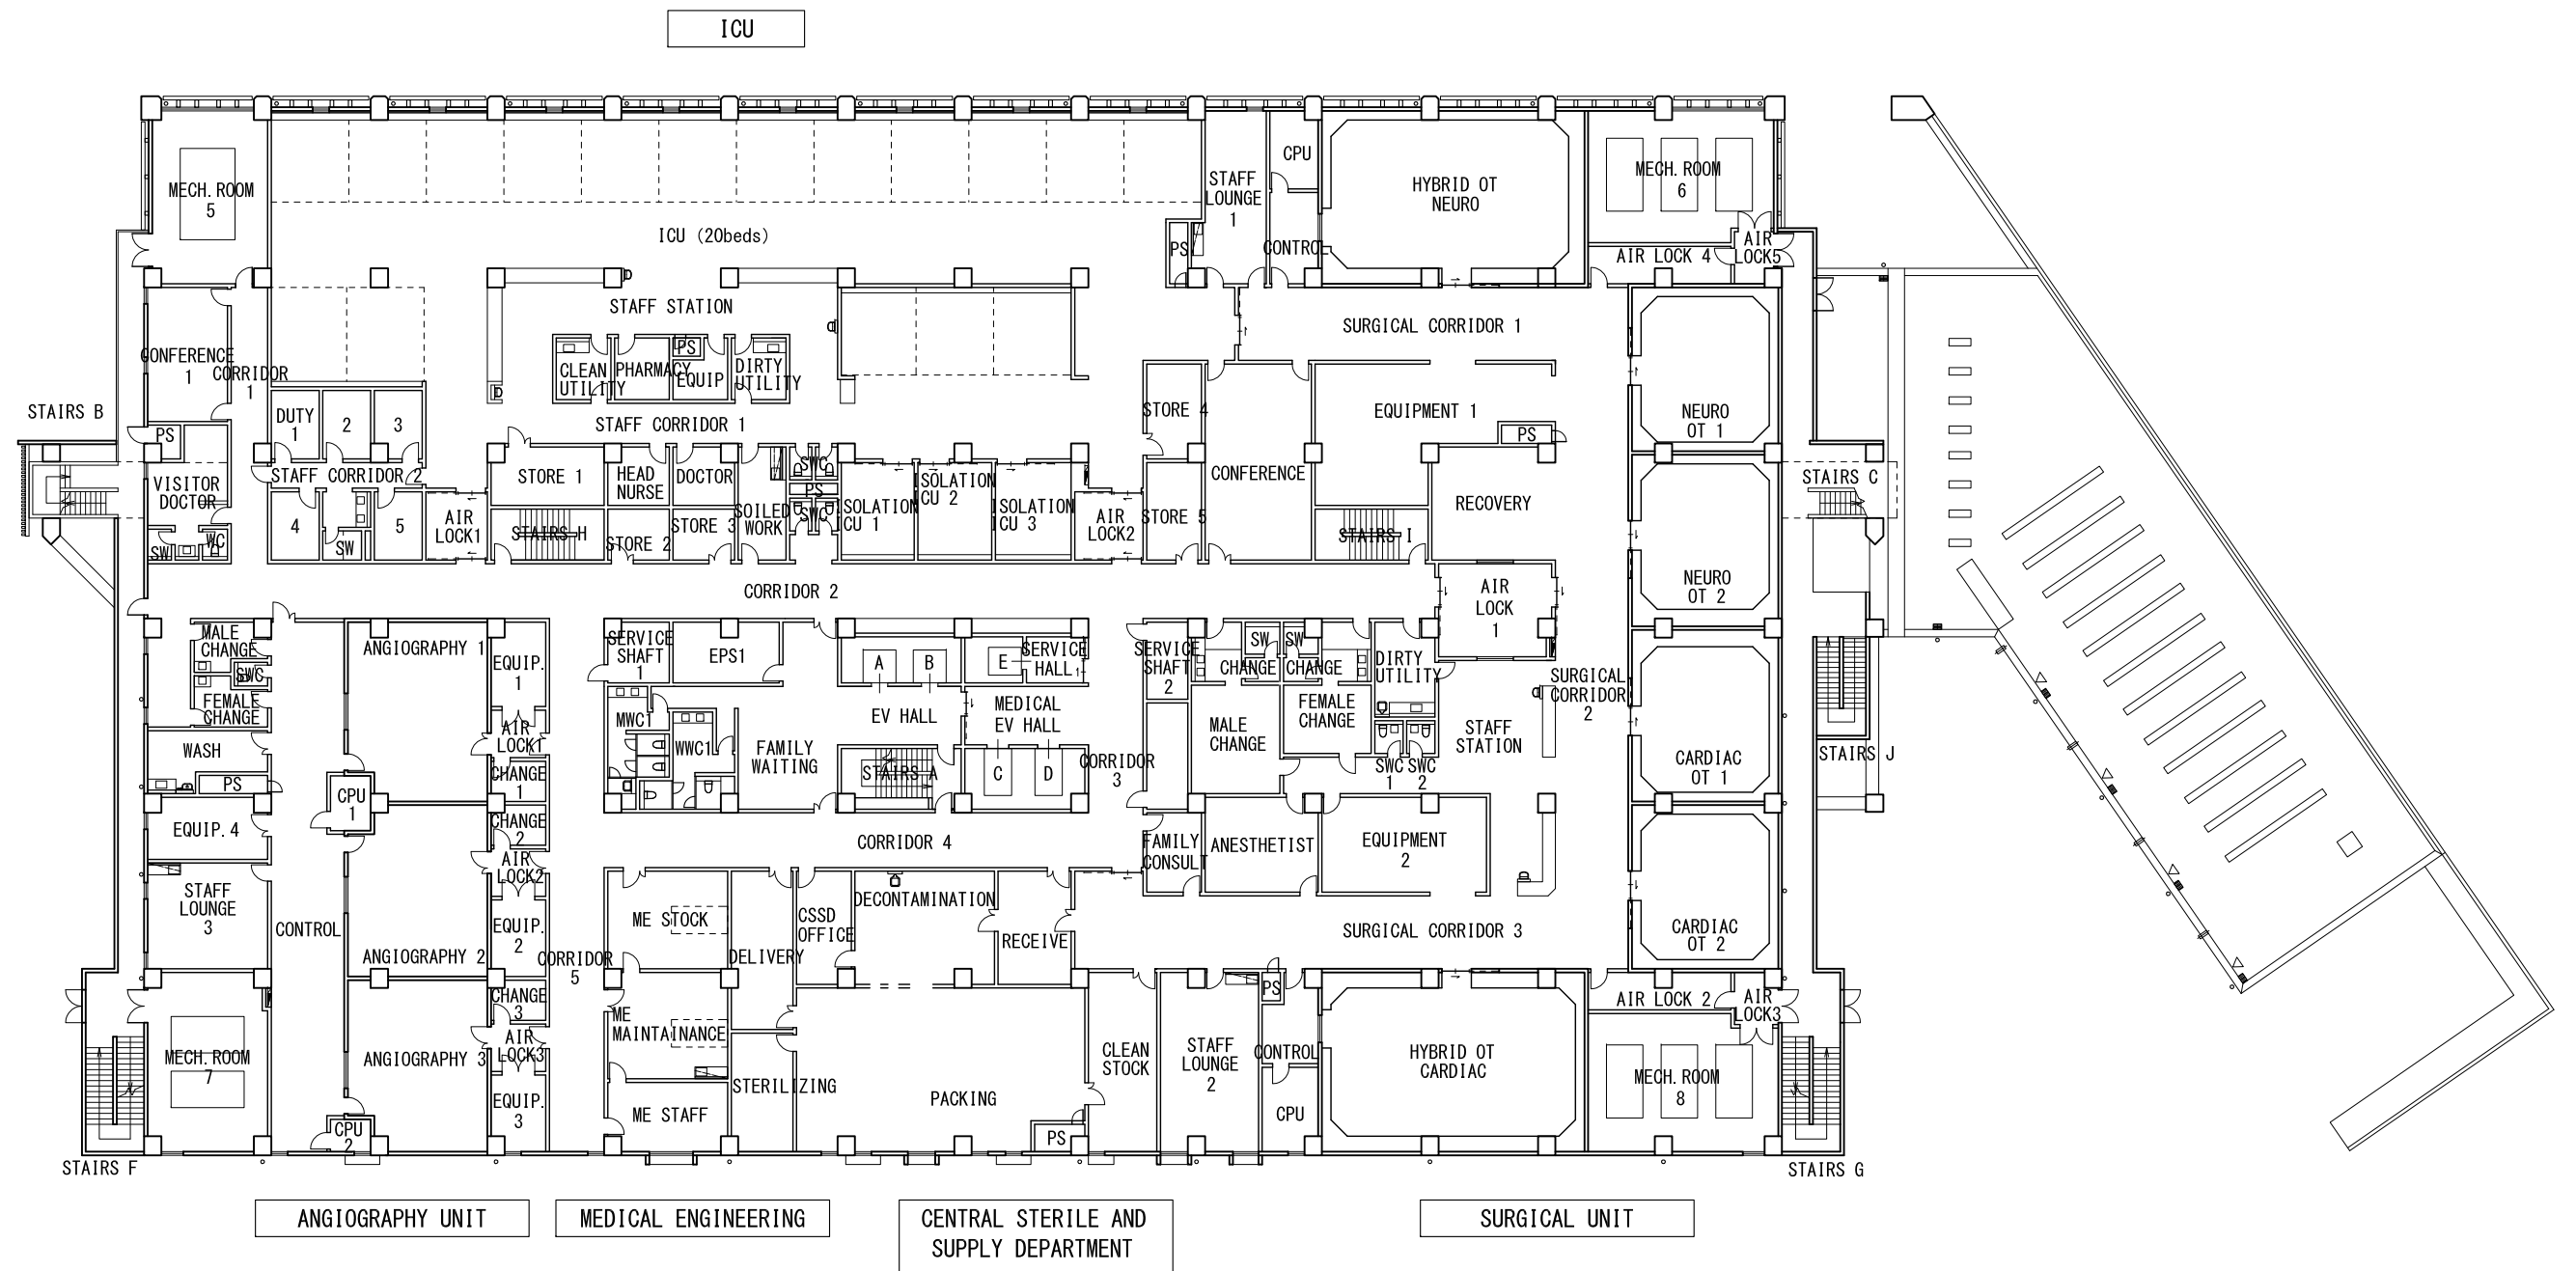 ICU
MECH.ROOM
5
ICU (20beds)
STAFF
LOUNGE
1
CPU
CONTROL
PS
HYBRID OT
NEURO
MECH.ROOM
6
AIR LOCK 4
AIR
LOCK5
STAFF STATION
SURGICAL CORRIDOR 1
CONFERENCE
1
CORRIDOR
1
CLEAN
UTILITY
PHARMACY
PS
EQUIP
DIRTY
UTILITY
STAIRS B
DUTY
1
2
3
STAFF CORRIDOR 1
STORE 4
EQUIPMENT 1
PS
NEURO
OT 1
PS
VISITOR
DOCTOR
STAFF CORRIDOR 2
STORE 1
HEAD
NURSE
DOCTOR
SWC
PS
SWC
ISOLATION
ICU 1
ISOLATION
ICU 2
ISOLATION
ICU 3
CONFERENCE
RECOVERY
STAIRS C
SW
WC
4
SW
5
AIR
LOCK1
STAIRS H
STORE 2
STORE 3
SOILED
WORK
AIR
LOCK2
STORE 5
STAIRS I
CORRIDOR 2
AIR
LOCK
1
NEURO
OT 2
MALE
CHANGE
SWC
FEMALE
CHANGE
ANGIOGRAPHY 1
EQUIP.
1
SERVICE
SHAFT
1
EPS1
A
B
E
SERVICE
HALL 1
SERVICE
SHAFT
2
SW
SW
CHANGE
CHANGE
DIRTY
UTILITY
SURGICAL
CORRIDOR
2
WASH
PS
AIR
LOCK1
CHANGE
1
MWC1
WWC1
FAMILY
WAITING
EV HALL
MEDICAL
EV HALL
STAIRS A
C
D
CORRIDOR
3
MALE
CHANGE
FEMALE
CHANGE
SWC
1
SWC
2
STAFF
STATION
CARDIAC
OT 1
STAIRS J
CPU
1
EQUIP.4
CHANGE
2
AIR
LOCK2
CORRIDOR 4
FAMILY
CONSULT
ANESTHETIST
EQUIPMENT
2
STAFF
LOUNGE
3
CONTROL
ANGIOGRAPHY 2
EQUIP.
2
CORRIDOR
5
ME STOCK
DELIVERY
CSSD
OFFICE
DECONTAMINATION
RECEIVE
SURGICAL CORRIDOR 3
CARDIAC
OT 2
MECH.ROOM
7
ANGIOGRAPHY 3
CHANGE
3
AIR
LOCK3
EQUIP.
3
CPU
2
ME
MAINTAINANCE
STERILIZING
ME STAFF
PACKING
PS
CLEAN
STOCK
STAFF
LOUNGE
2
PS
CONTROL
CPU
HYBRID OT
CARDIAC
AIR LOCK 2
AIR
LOCK3
MECH.ROOM
8
STAIRS F
STAIRS G
ANGIOGRAPHY UNIT
MEDICAL ENGINEERING
CENTRAL STERILE AND
SUPPLY DEPARTMENT
SURGICAL UNIT